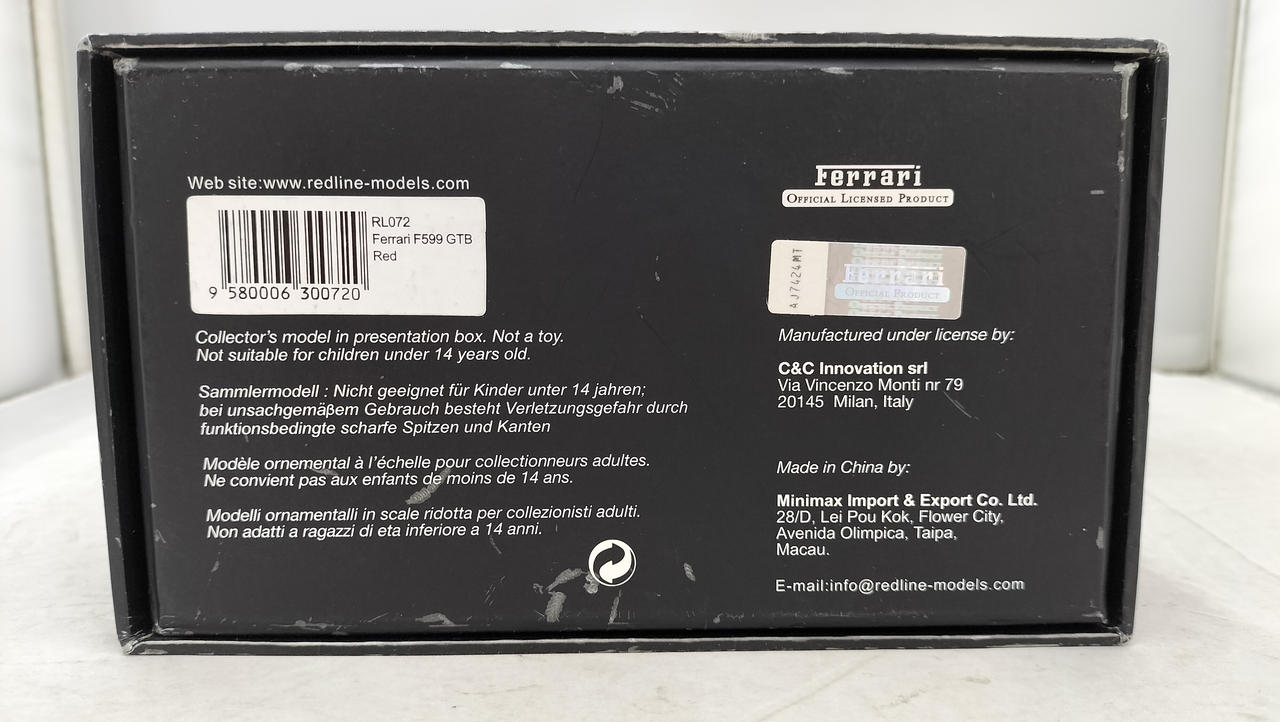 Web site:www.redline-models.com
RL072
Ferrari F599 GTB
Red
9 580006 300720
Collector's model in presentation box. Not a toy.
Not suitable for children under 14 years old.
Sammlermodell : Nicht geeignet für Kinder unter 14 jahren;
bei unsachgemäβem Gebrauch besteht Verletzungsgefahr durch
funktionsbedingte scharfe Spitzen und Kanten
Modèle ornemental à l'échelle pour collectionneurs adultes.
Ne convient pas aux enfants de moins de 14 ans.
Modelli ornamentalli in scale ridotta per collezionisti adulti.
Non adatti a ragazzi di eta inferiore a 14 anni.
Ferrari
OFFICIAL LICENSED PRODUCT
AJ7424MT
Ferrari
OFFICIAL PRODUCT
Manufactured under license by:
C&C Innovation srl
Via Vincenzo Monti nr 79
20145 Milan, Italy
Made in China by:
Minimax Import & Export Co. Ltd.
28/D, Lei Pou Kok, Flower City,
Avenida Olimpica, Taipa,
Macau.
E-mail:info@redline-models.com